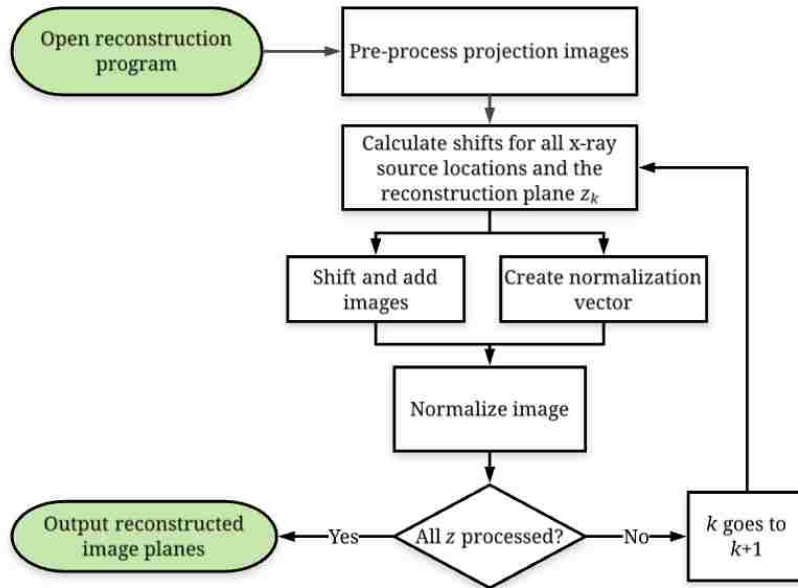 Open reconstruction
program
Pre-process projection images
Calculate shifts for all x-ray
source locations and the
reconstruction plane zₖ
Shift and add
images
Create normalization
vector
Normalize image
All z processed?
Yes
No
Output reconstructed
image planes
k goes to
k+1